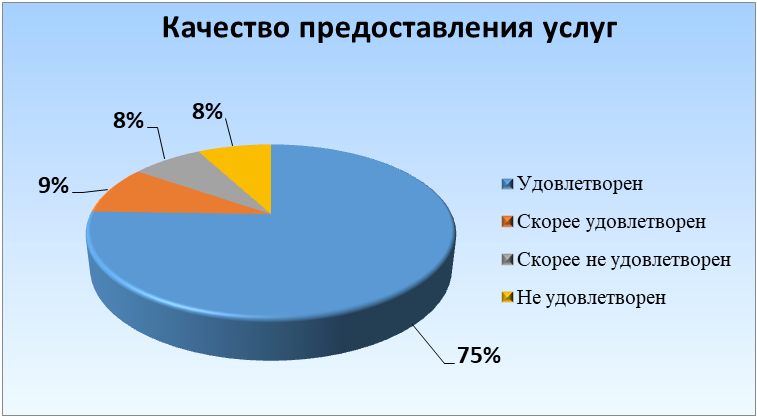 Качество предоставления услуг
8%
8%
9%
75%
Удовлетворен
Скорее удовлетворен
Скорее не удовлетворен
Не удовлетворен